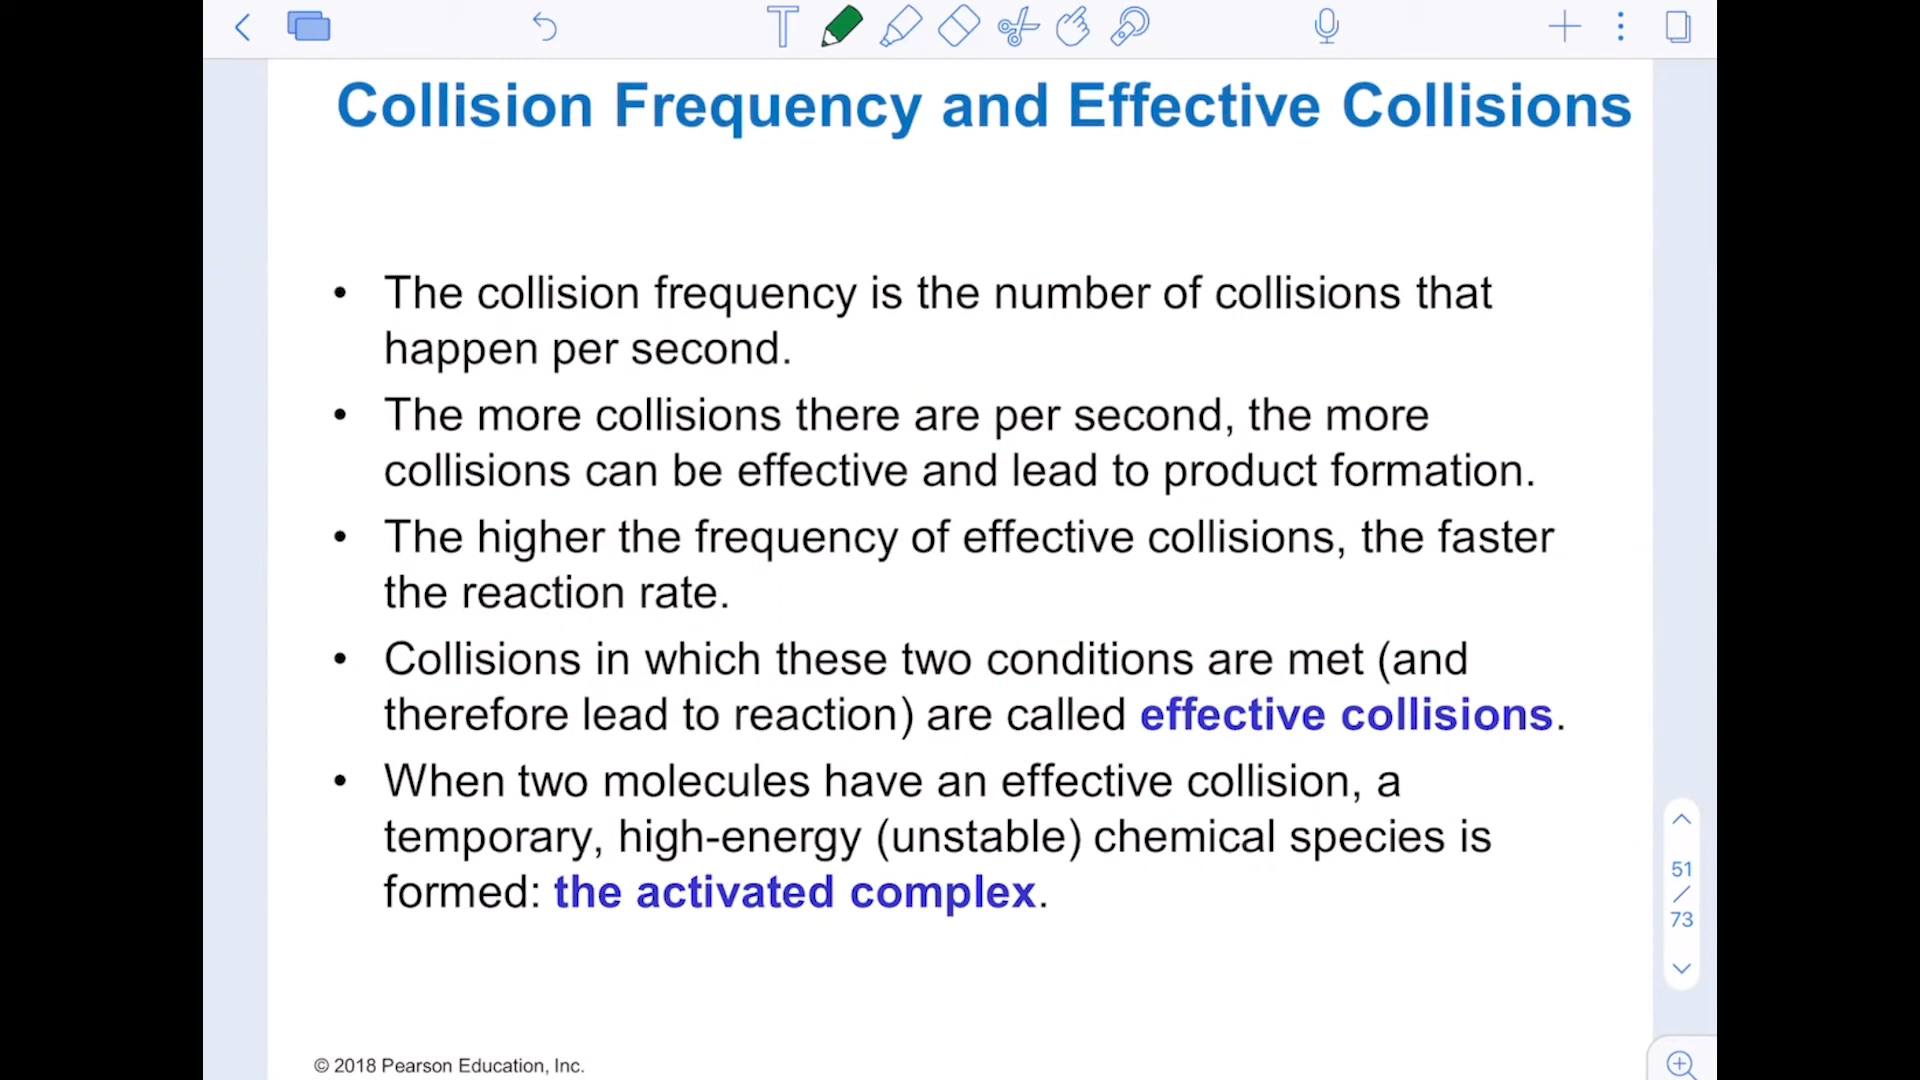 Collision Frequency and Effective Collisions
• The collision frequency is the number of collisions that
happen per second.
• The more collisions there are per second, the more
collisions can be effective and lead to product formation.
• The higher the frequency of effective collisions, the faster
the reaction rate.
• Collisions in which these two conditions are met (and
therefore lead to reaction) are called effective collisions.
• When two molecules have an effective collision, a
temporary, high-energy (unstable) chemical species is
formed: the activated complex.
51
/
73
© 2018 Pearson Education, Inc.